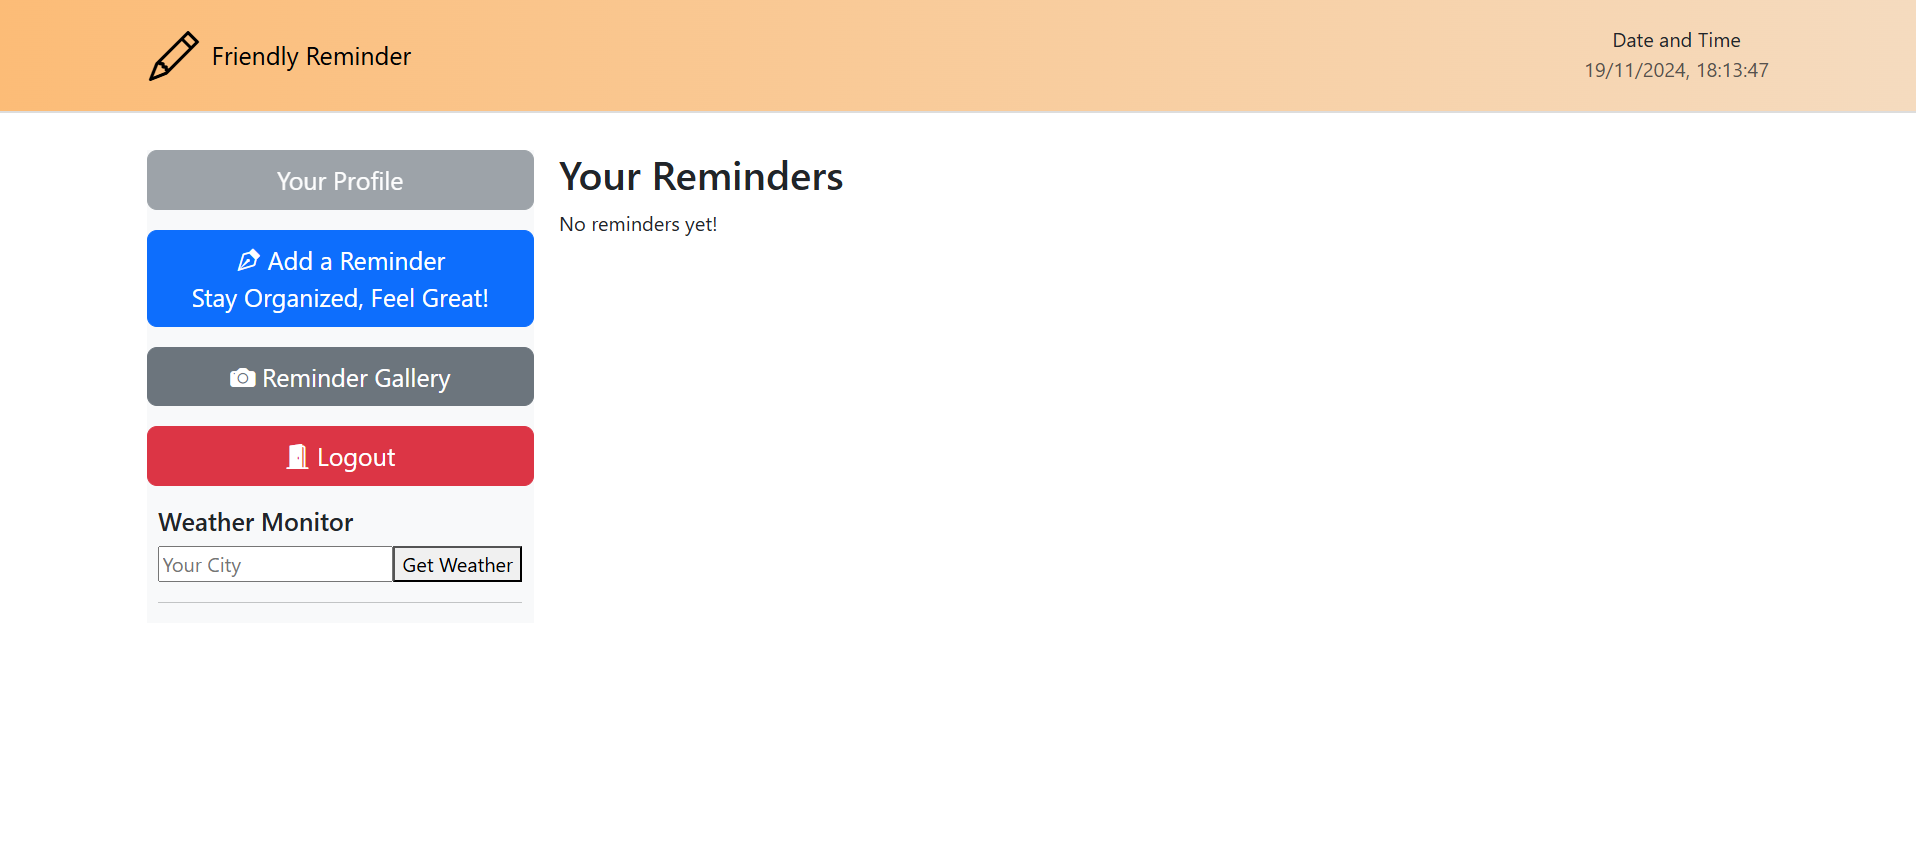 Friendly Reminder
Date and Time
19/11/2024, 18:13:47
Your Profile
Add a Reminder
Stay Organized, Feel Great!
Reminder Gallery
Logout
Weather Monitor
Your City
Get Weather
Your Reminders
No reminders yet!